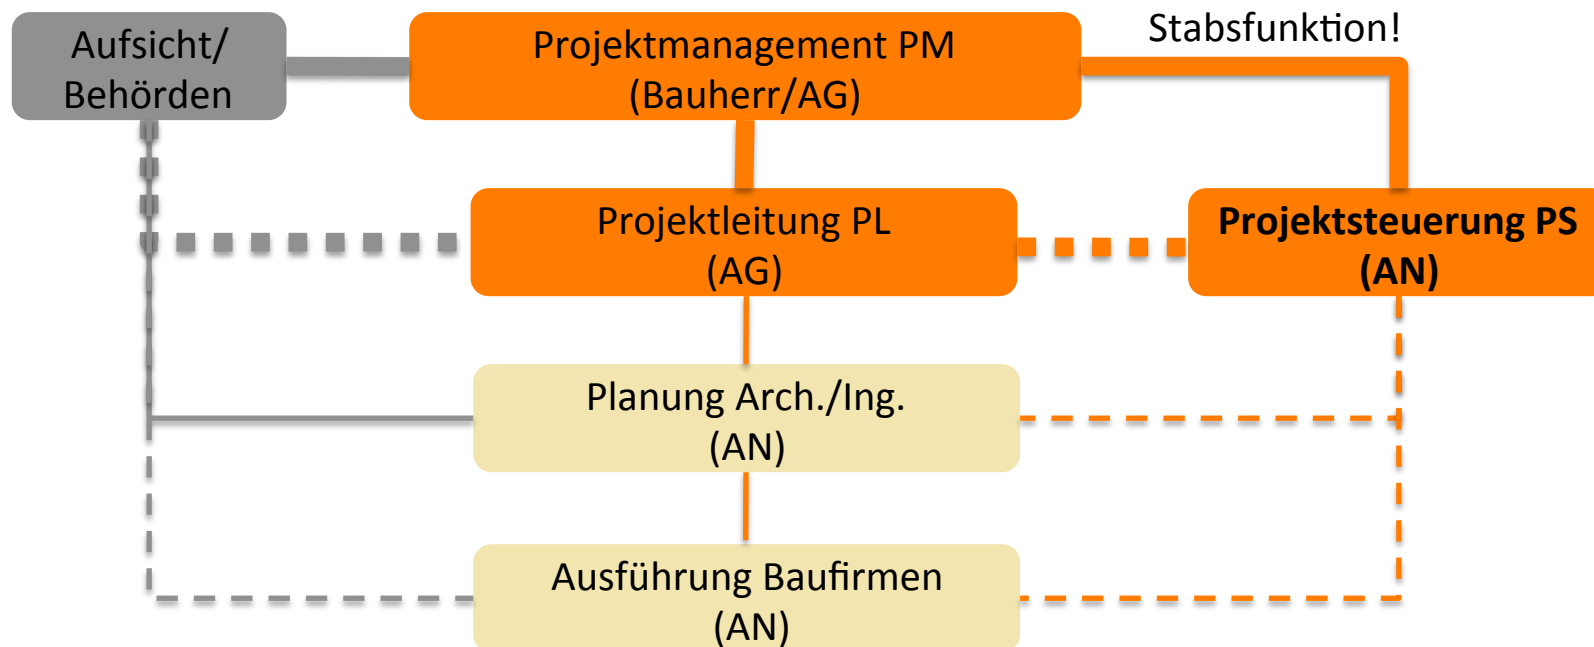 Aufsicht/
Behörden
Projektmanagement PM
(Bauherr/AG)
Stabsfunktion!
Projektleitung PL
(AG)
Projektsteuerung PS
(AN)
Planung Arch./Ing.
(AN)
Ausführung Baufirmen
(AN)